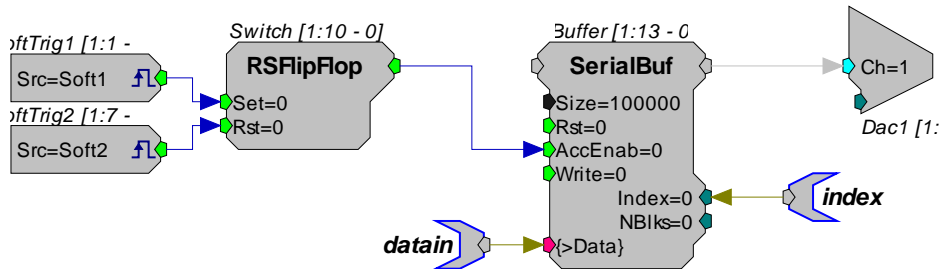 oftTrig1 [1:1 -
Src=Soft1
oftTrig2 [1:7 -
Src=Soft2
Switch [1:10 - 0]
RSFlipFlop
Set=0
Rst=0
Buffer [1:13 - 0
SerialBuf
Size=100000
Rst=0
AccEnab=0
Write=0
Index=0
NBlks=0
{>Data}
datain
index
Ch=1
Dac1 [1: